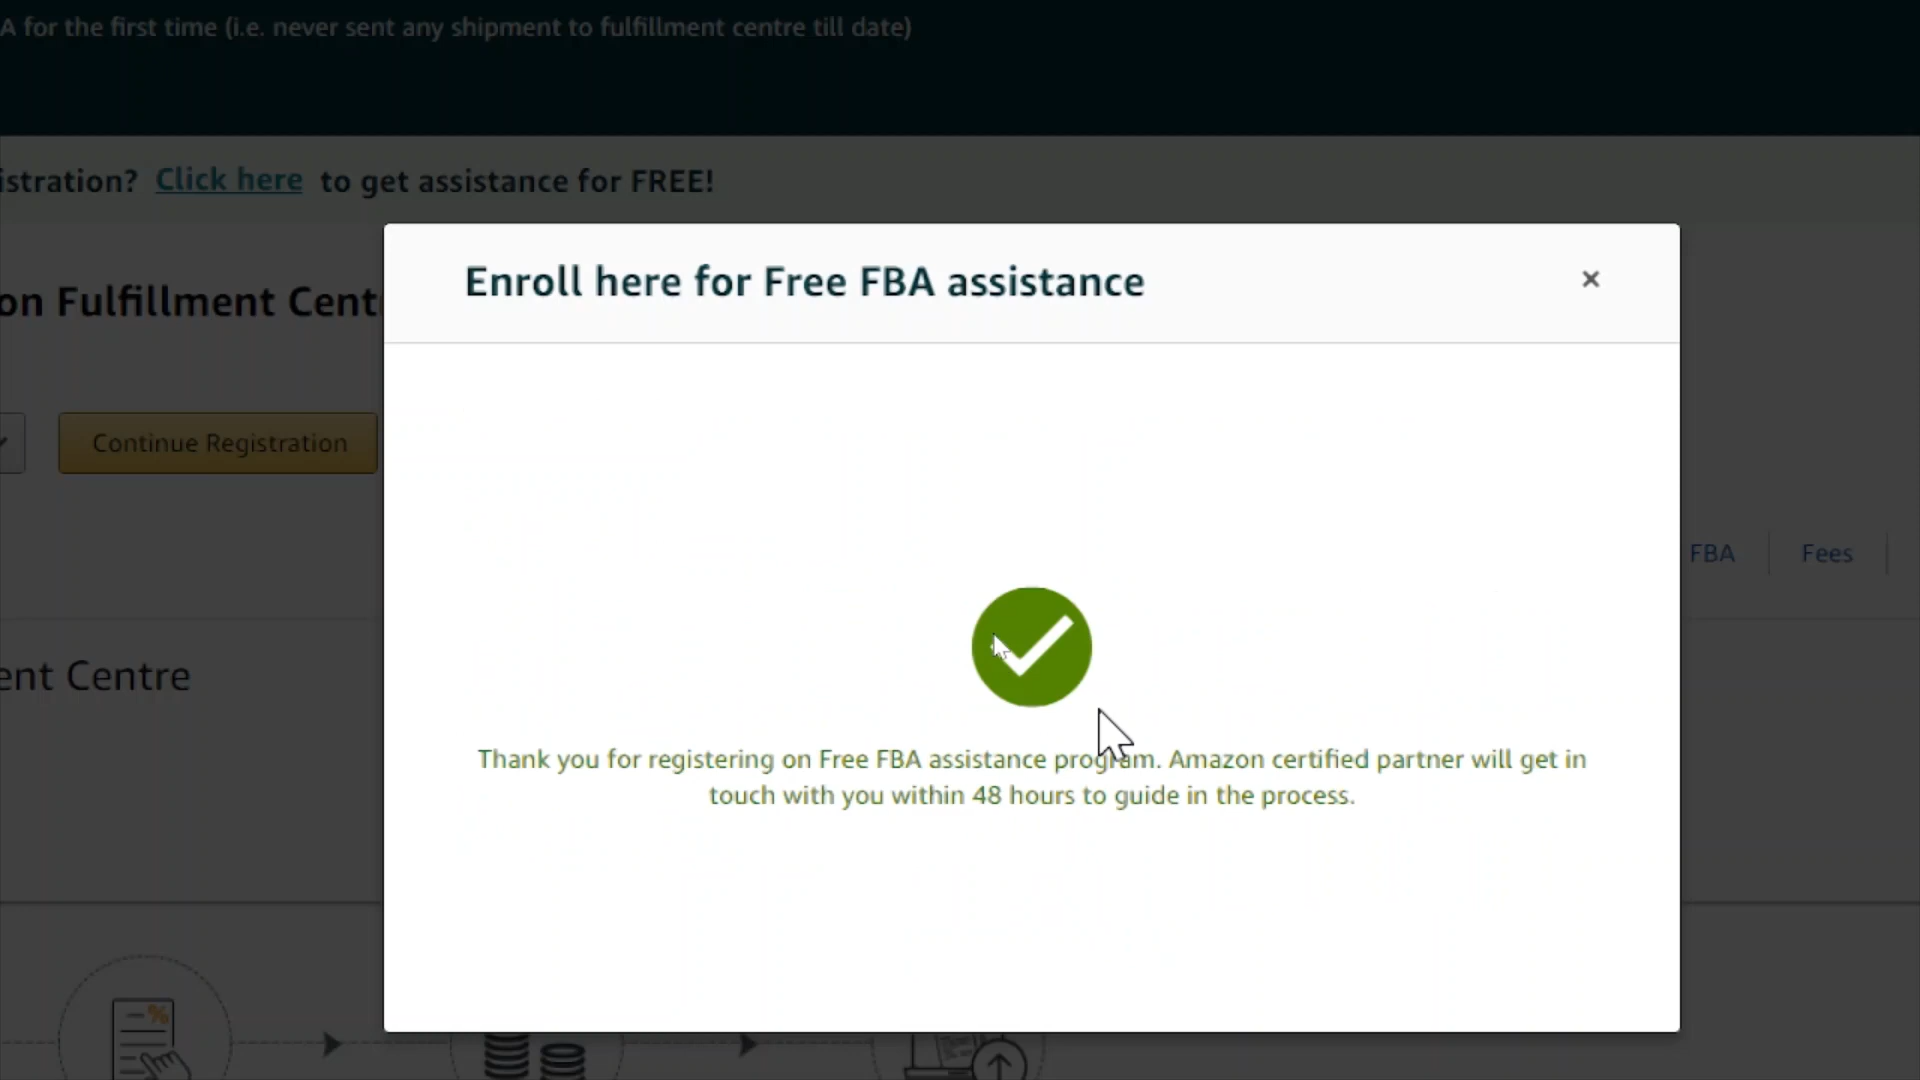 A for the first time (i.e. never sent any shipment to fulfillment centre till date)
istration? Click here to get assistance for FREE!
Enroll here for Free FBA assistance
×
on Fulfillment Cent
Continue Registration
FBA
Fees
ent Centre
Thank you for registering on Free FBA assistance program. Amazon certified partner will get in
touch with you within 48 hours to guide in the process.
%